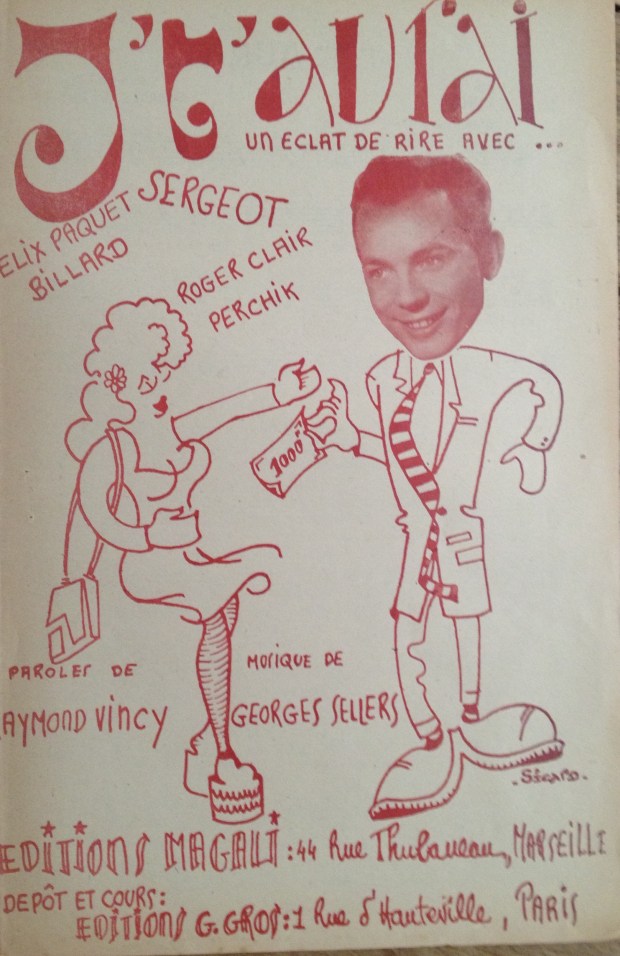 J't'aurai
UN ECLAT DE RIRE AVEC ...
ELIX PAQUET
SERGEOT
BILLARD
ROGER CLAIR
PERCHIK
1000
PAROLES DE
AYMOND VINCY
MUSIQUE DE
GEORGES SELLERS
SÉGARD.
EDITIONS MAGALI : 44 Rue Thubaneau, MARSEILLE
DEPÔT ET COURS :
EDITIONS G. GROS : 1 Rue d'Hauteville, PARIS